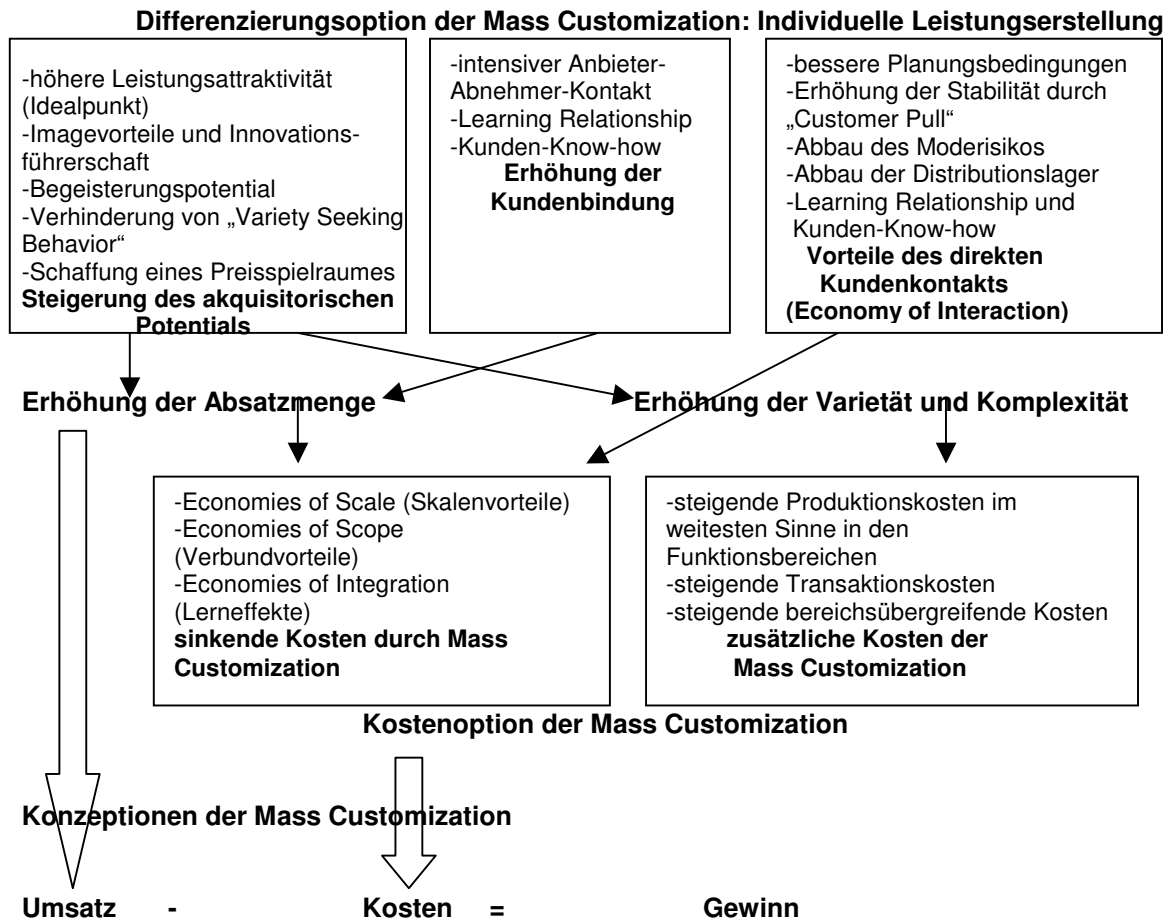 Differenzierungsoption der Mass Customization: Individuelle Leistungserstellung
-höhere Leistungsattraktivität
(Idealpunkt)
-Imagevorteile und Innovations-
führerschaft
-Begeisterungspotential
-Verhinderung von „Variety Seeking
Behavior“
-Schaffung eines Preisspielraumes
Steigerung des akquisitorischen
Potentials
-intensiver Anbieter-
Abnehmer-Kontakt
-Learning Relationship
-Kunden-Know-how
Erhöhung der
Kundenbindung
-bessere Planungsbedingungen
-Erhöhung der Stabilität durch
„Customer Pull“
-Abbau des Moderisikos
-Abbau der Distributionslager
-Learning Relationship und
Kunden-Know-how
Vorteile des direkten
Kundenkontakts
(Economy of Interaction)
Erhöhung der Absatzmenge
Erhöhung der Varietät und Komplexität
-Economies of Scale (Skalenvorteile)
-Economies of Scope
(Verbundvorteile)
-Economies of Integration
(Lerneffekte)
sinkende Kosten durch Mass
Customization
-steigende Produktionskosten im
weitesten Sinne in den
Funktionsbereichen
-steigende Transaktionskosten
-steigende bereichsübergreifende Kosten
zusätzliche Kosten der
Mass Customization
Kostenoption der Mass Customization
Konzeptionen der Mass Customization
Umsatz - Kosten = Gewinn